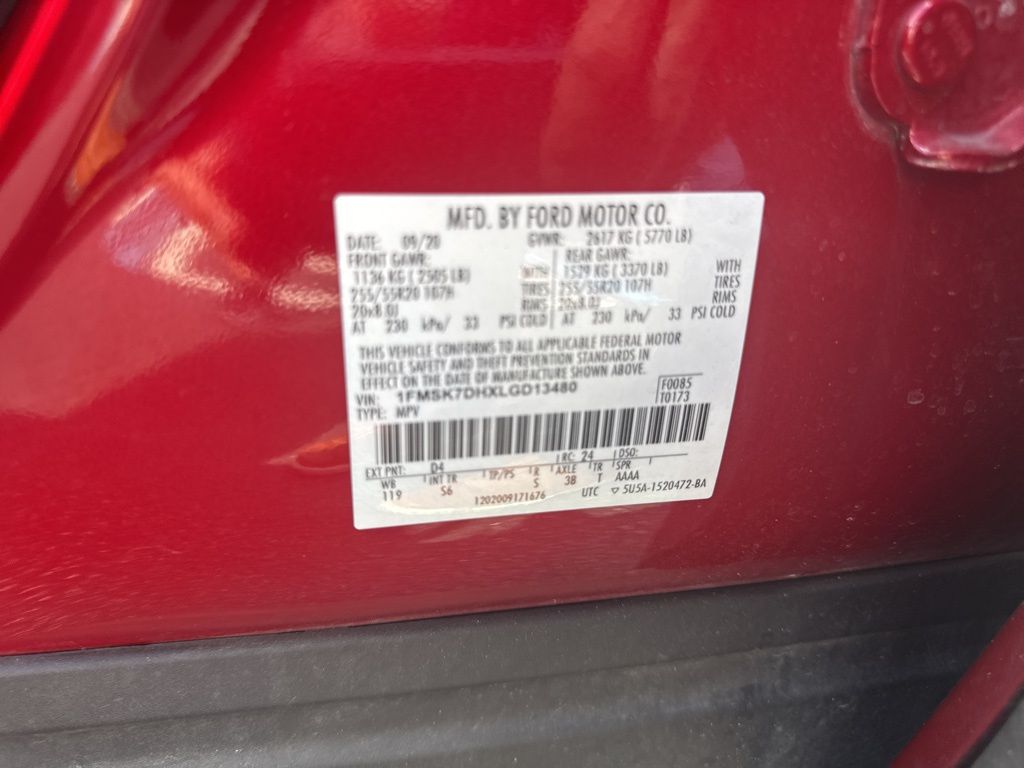 MFD. BY FORD MOTOR CO.
DATE: 09/20 GVWR: 2617 KG ( 5770 LB)
FRONT GAWR: REAR GAWR:
1136 KG ( 2505 LB) WITH 1529 KG ( 3370 LB) WITH
255/55R20 107H TIRES 255/55R20 107H TIRES
20x8.0J RIMS 20x8.0J RIMS
AT 230 kPa/ 33 PSI COLD AT 230 kPa/ 33 PSI COLD
THIS VEHICLE CONFORMS TO ALL APPLICABLE FEDERAL MOTOR
VEHICLE SAFETY AND THEFT PREVENTION STANDARDS IN
EFFECT ON THE DATE OF MANUFACTURE SHOWN ABOVE.
VIN: 1FMSK7DHXLGD13480 F0085
TYPE: MPV T0173
EXT PNT: D4 RC: 24 DSO:
WB INT TR TP/PS R AXLE TR SPR
119 S6 S 38 T AAAA
1202009171676 UTC ▽ 5U5A-1520472-BA